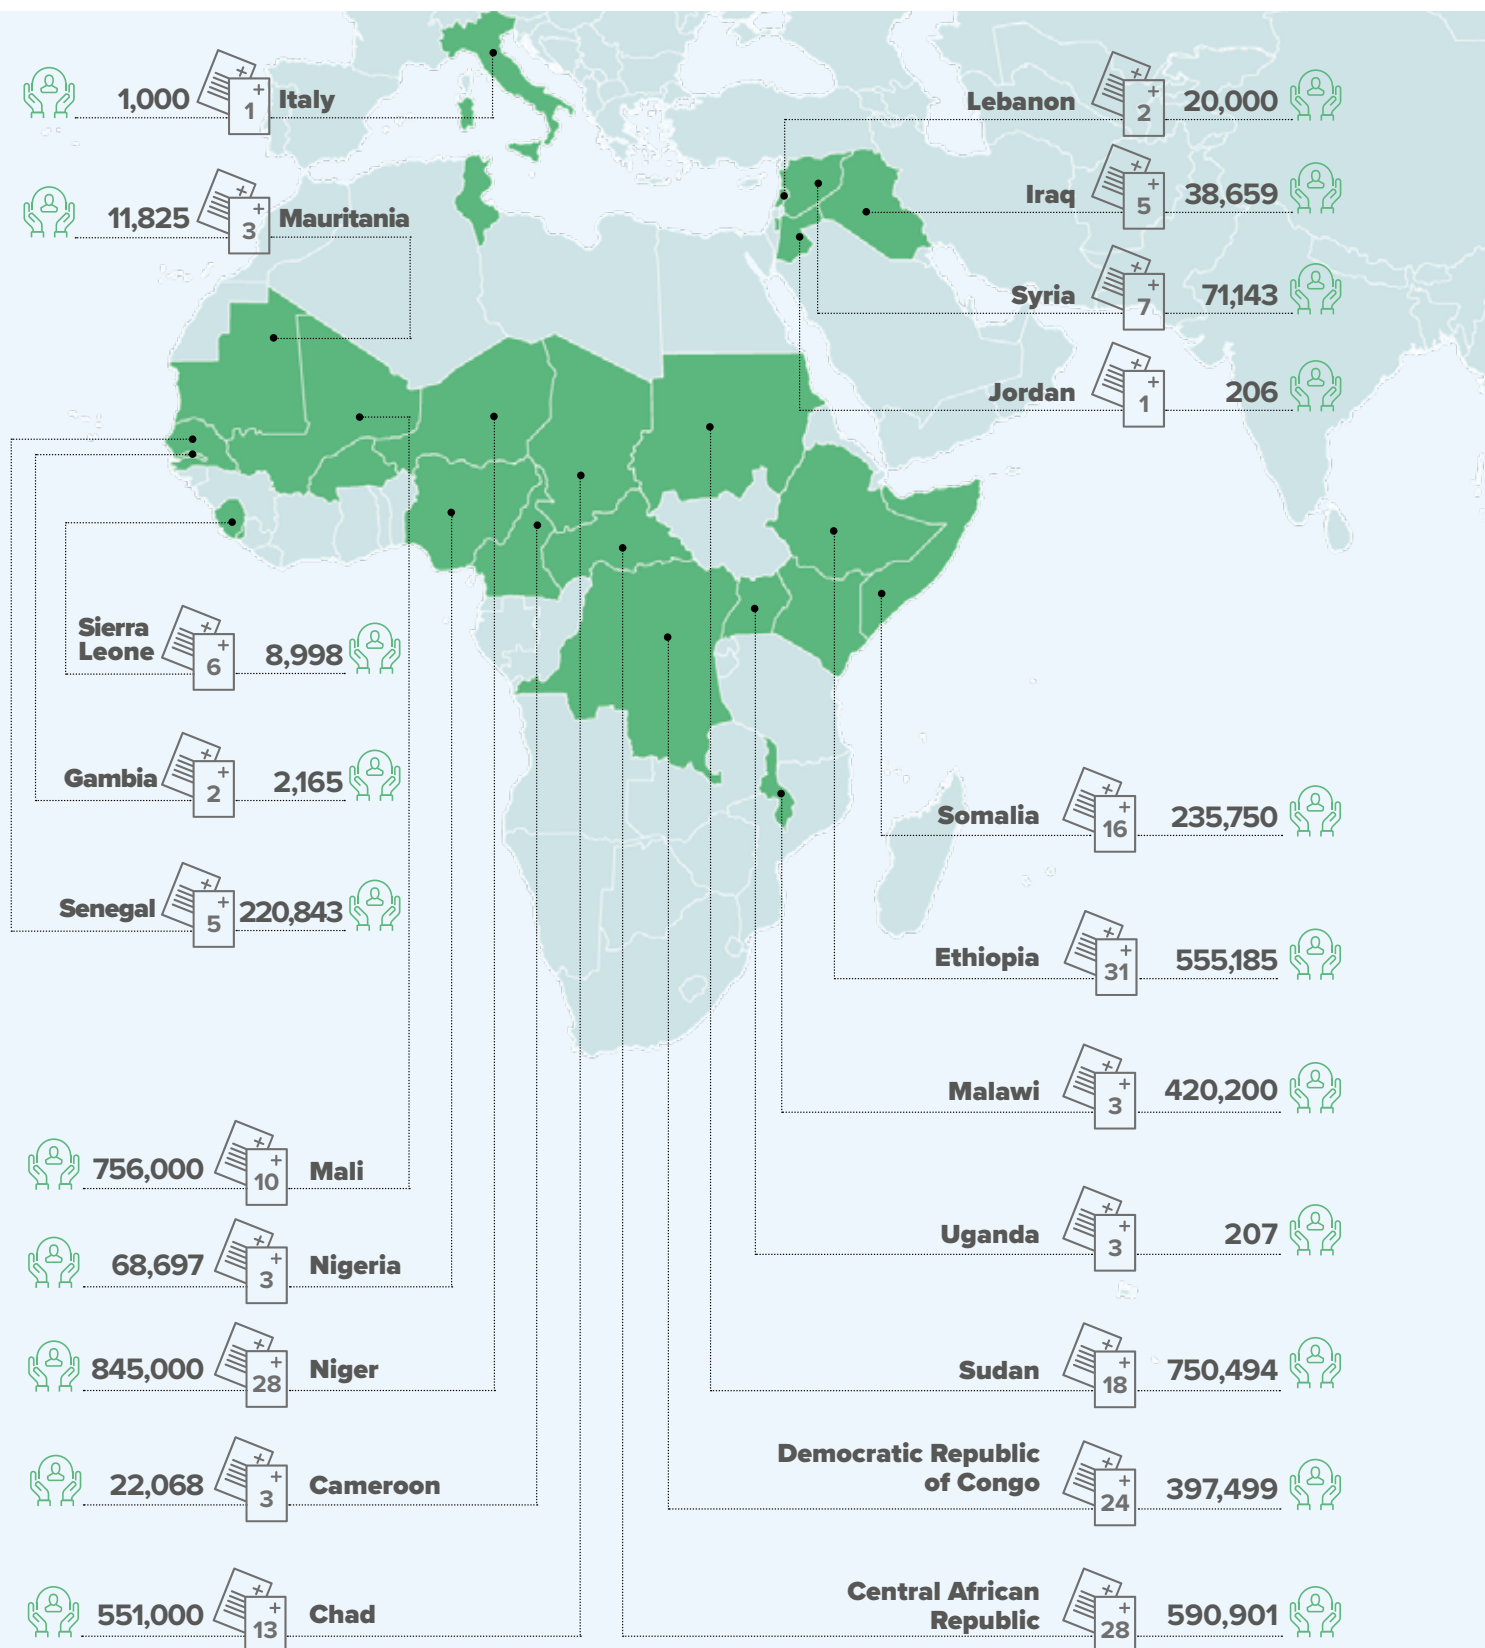 1,000 + + 1 Italy
11,825 + + 3 Mauritania
Lebanon + + 2 20,000
Iraq + + 5 38,659
Syria + + 7 71,143
Jordan + + 1 206
Sierra
Leone + + 6 8,998
Gambia + + 2 2,165
Senegal + + 5 220,843
Somalia + + 16 235,750
Ethiopia + + 31 555,185
Malawi + + 3 420,200
Uganda + + 3 207
Sudan + + 18 750,494
Democratic Republic
of Congo + + 24 397,499
Central African
Republic + + 28 590,901
756,000 + + 10 Mali
68,697 + + 3 Nigeria
845,000 + + 28 Niger
22,068 + + 3 Cameroon
551,000 + + 13 Chad